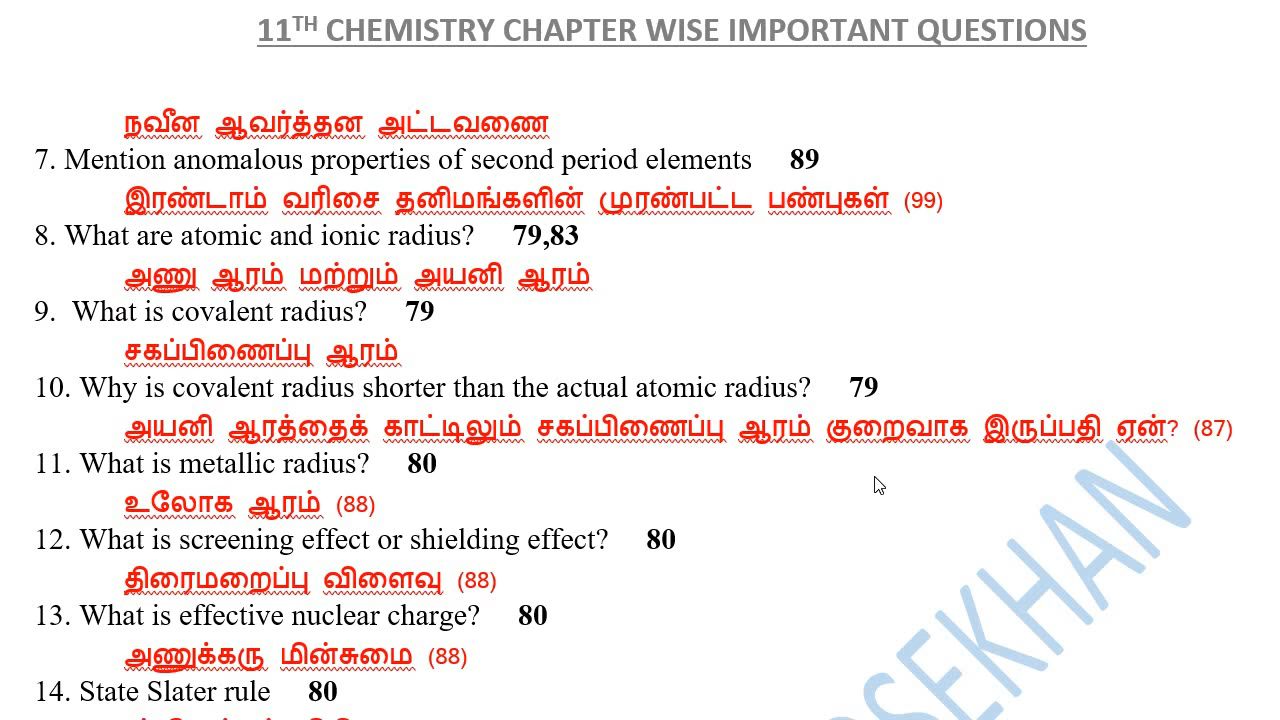 11TH CHEMISTRY CHAPTER WISE IMPORTANT QUESTIONS
நவீன ஆவர்த்தன அட்டவணை
7. Mention anomalous properties of second period elements 89
இரண்டாம் வரிசை தனிமங்களின் முரண்பட்ட பண்புகள் (99)
8. What are atomic and ionic radius? 79,83
அணு ஆரம் மற்றும் அயனி ஆரம்
9. What is covalent radius? 79
சகப்பிணைப்பு ஆரம்
10. Why is covalent radius shorter than the actual atomic radius? 79
அயனி ஆரத்தைக் காட்டிலும் சகப்பிணைப்பு ஆரம் குறைவாக இருப்பதி ஏன்? (87)
11. What is metallic radius? 80
உலோக ஆரம் (88)
12. What is screening effect or shielding effect? 80
திரைமறைப்பு விளைவு (88)
13. What is effective nuclear charge? 80
அணுக்கரு மின்சுமை (88)
14. State Slater rule 80
SEKHAN